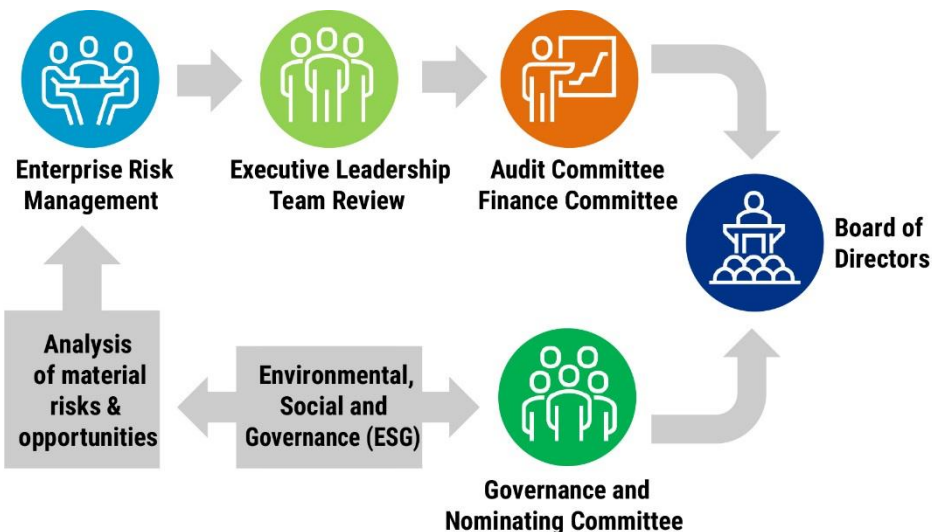 Enterprise Risk
Management
Executive Leadership
Team Review
Audit Committee
Finance Committee
Board of
Directors
Analysis
of material
risks &
opportunities
Environmental,
Social and
Governance (ESG)
Governance and
Nominating Committee